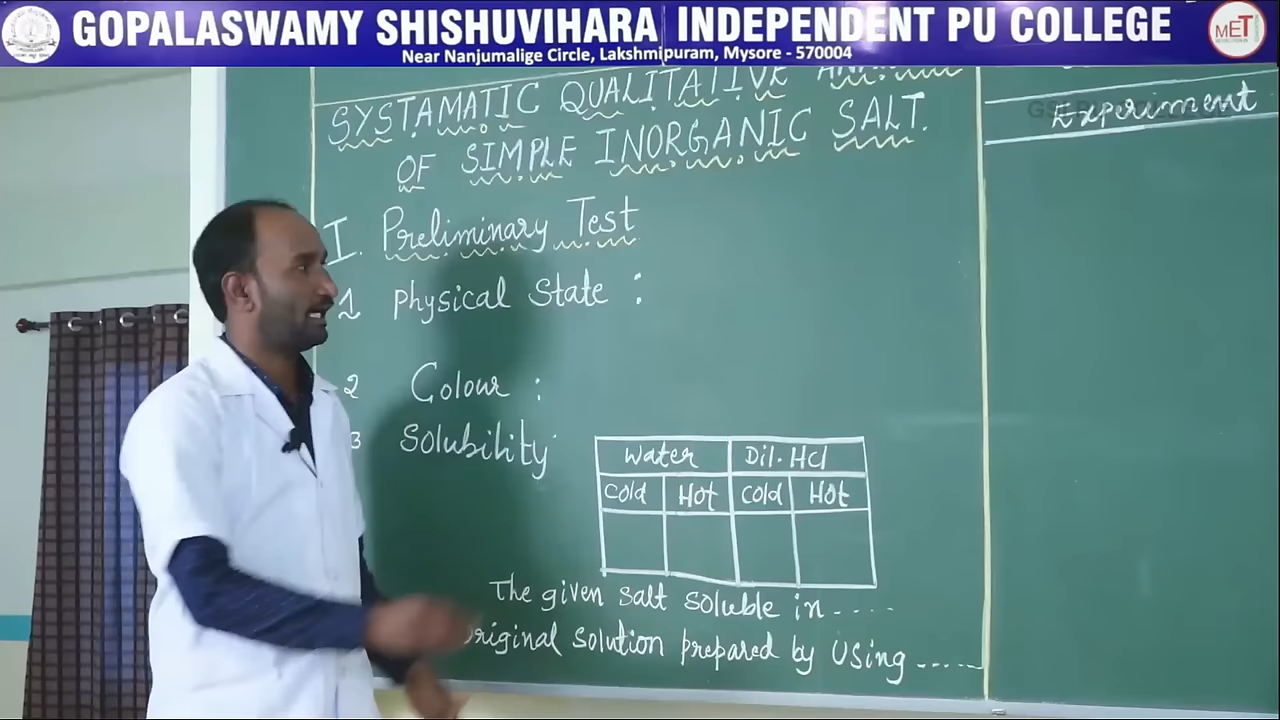 GOPALASWAMY SHISHUVIHARA INDEPENDENT PU COLLEGE
Near Nanjumalige Circle, Lakshmipuram, Mysore - 570004
MET
SYSTAMATIC QUALITATIVE
OF SIMPLE INORGANIC SALT.
I. Preliminary Test
1 Physical State :
2 Colour :
3 Solubility
Water Dil. Hcl
Cold Hot Cold Hot
The given salt soluble in ----
Original solution prepared by Using -----
Experiment